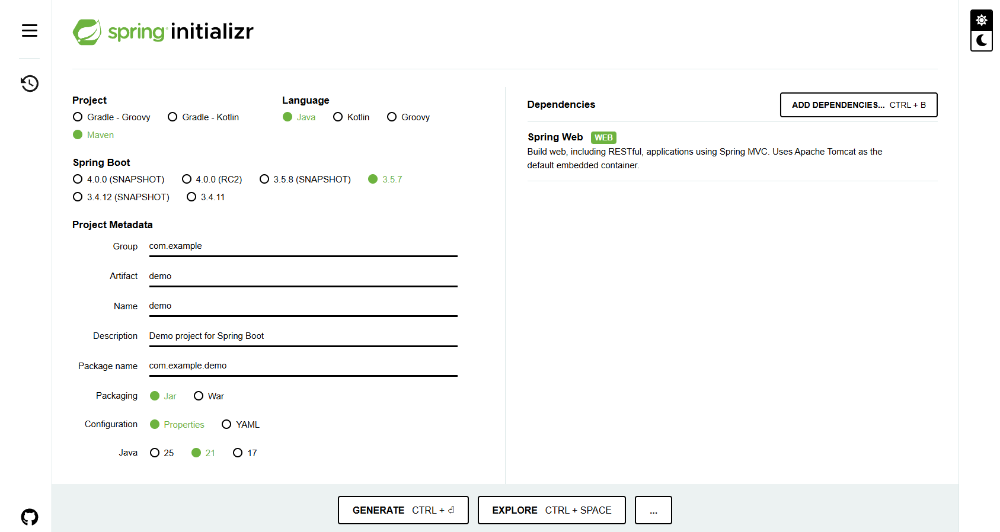 spring initializr
Project
Gradle - Groovy Gradle - Kotlin
Maven
Language
Java Kotlin Groovy
Spring Boot
4.0.0 (SNAPSHOT) 4.0.0 (RC2) 3.5.8 (SNAPSHOT) 3.5.7
3.4.12 (SNAPSHOT) 3.4.11
Project Metadata
Group com.example
Artifact demo
Name demo
Description Demo project for Spring Boot
Package name com.example.demo
Packaging Jar War
Configuration Properties YAML
Java 25 21 17
Dependencies
ADD DEPENDENCIES... CTRL + B
Spring Web WEB
Build web, including RESTful, applications using Spring MVC. Uses Apache Tomcat as the
default embedded container.
GENERATE CTRL + ⏎
EXPLORE CTRL + SPACE
...